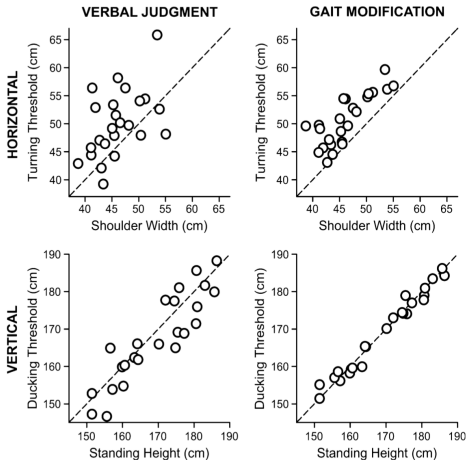 VERBAL JUDGMENT
GAIT MODIFICATION
HORIZONTAL
Turning Threshold (cm)
65
60
55
50
45
40
40 45 50 55 60 65
Shoulder Width (cm)
Turning Threshold (cm)
65
60
55
50
45
40
40 45 50 55 60 65
Shoulder Width (cm)
VERTICAL
Ducking Threshold (cm)
190
180
170
160
150
150 160 170 180 190
Standing Height (cm)
Ducking Threshold (cm)
190
180
170
160
150
150 160 170 180 190
Standing Height (cm)